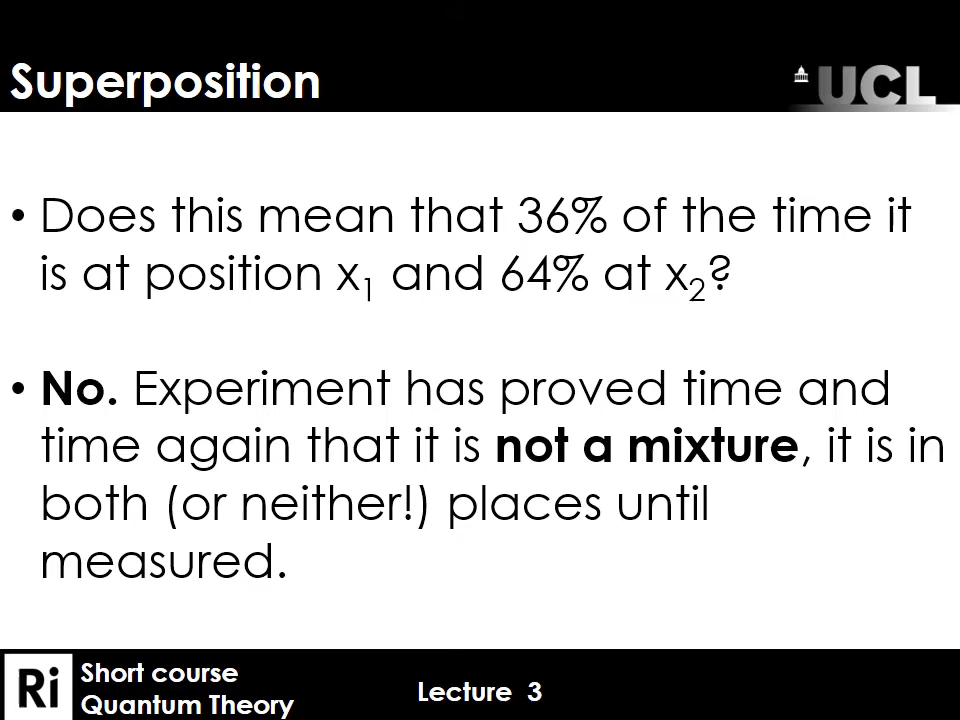 Superposition
UCL
• Does this mean that 36% of the time it
is at position x₁ and 64% at x₂?
• No. Experiment has proved time and
time again that it is not a mixture, it is in
both (or neither!) places until
measured.
Ri
Short course
Quantum Theory
Lecture 3